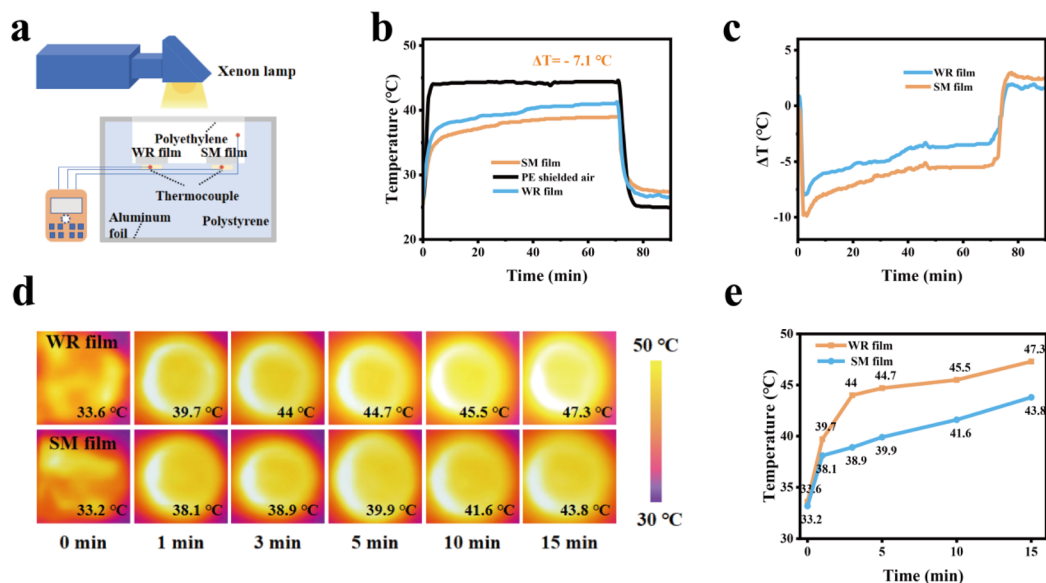 a
Xenon lamp
Polyethylene
WR film SM film
Thermocouple
Aluminum
foil
Polystyrene
b
ΔT= - 7.1 °C
Temperature (°C)
50
40
30
20
SM film
PE shielded air
WR film
0 20 40 60 80
Time (min)
c
ΔT (°C)
5
0
-5
-10
WR film
SM film
0 20 40 60 80
Time (min)
d
WR film
33.6 °C 39.7 °C 44 °C 44.7 °C 45.5 °C 47.3 °C
SM film
33.2 °C 38.1 °C 38.9 °C 39.9 °C 41.6 °C 43.8 °C
0 min 1 min 3 min 5 min 10 min 15 min
50 °C
30 °C
e
Temperature (°C)
50
45
40
35
30
WR film
SM film
33.6 39.7 44 44.7 45.5 47.3
33.2 38.1 38.9 39.9 41.6 43.8
0 5 10 15
Time (min)